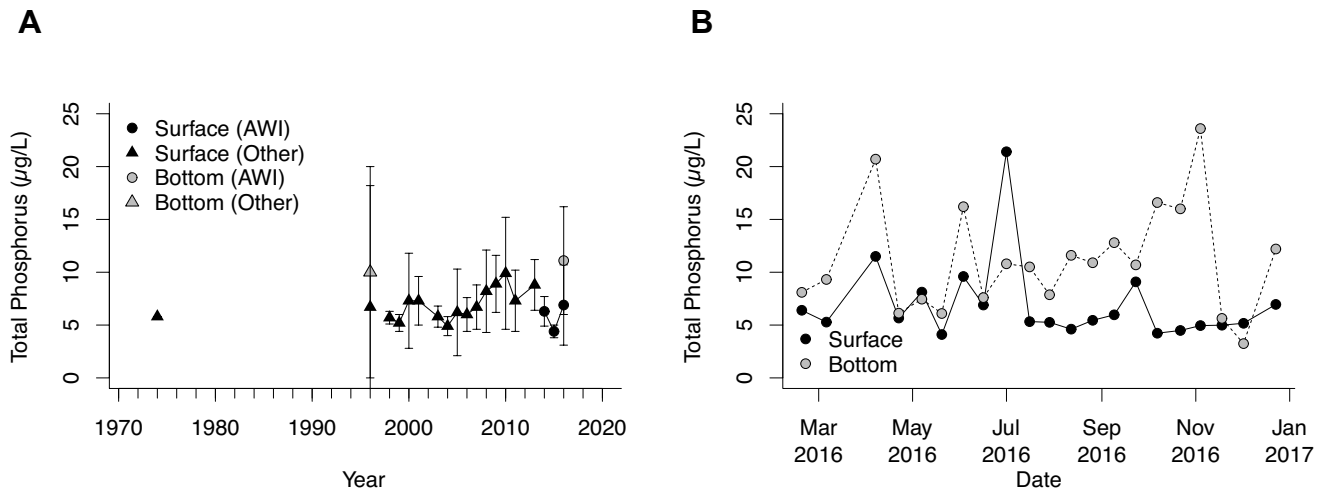 A
Total Phosphorus (µg/L)
25
20
15
10
5
0
Surface (AWI)
Surface (Other)
Bottom (AWI)
Bottom (Other)
1970 1980 1990 2000 2010 2020
Year
B
Total Phosphorus (µg/L)
25
20
15
10
5
0
Surface
Bottom
Mar May Jul Sep Nov Jan
2016 2016 2016 2016 2016 2017
Date